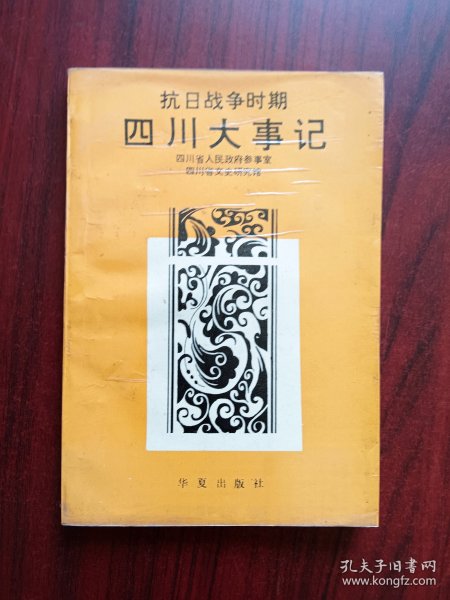 抗日战争时期
四川大事记
四川省人民政府参事室
四川省文史研究馆
华夏出版社
孔夫子旧书网
www.kongfz.com